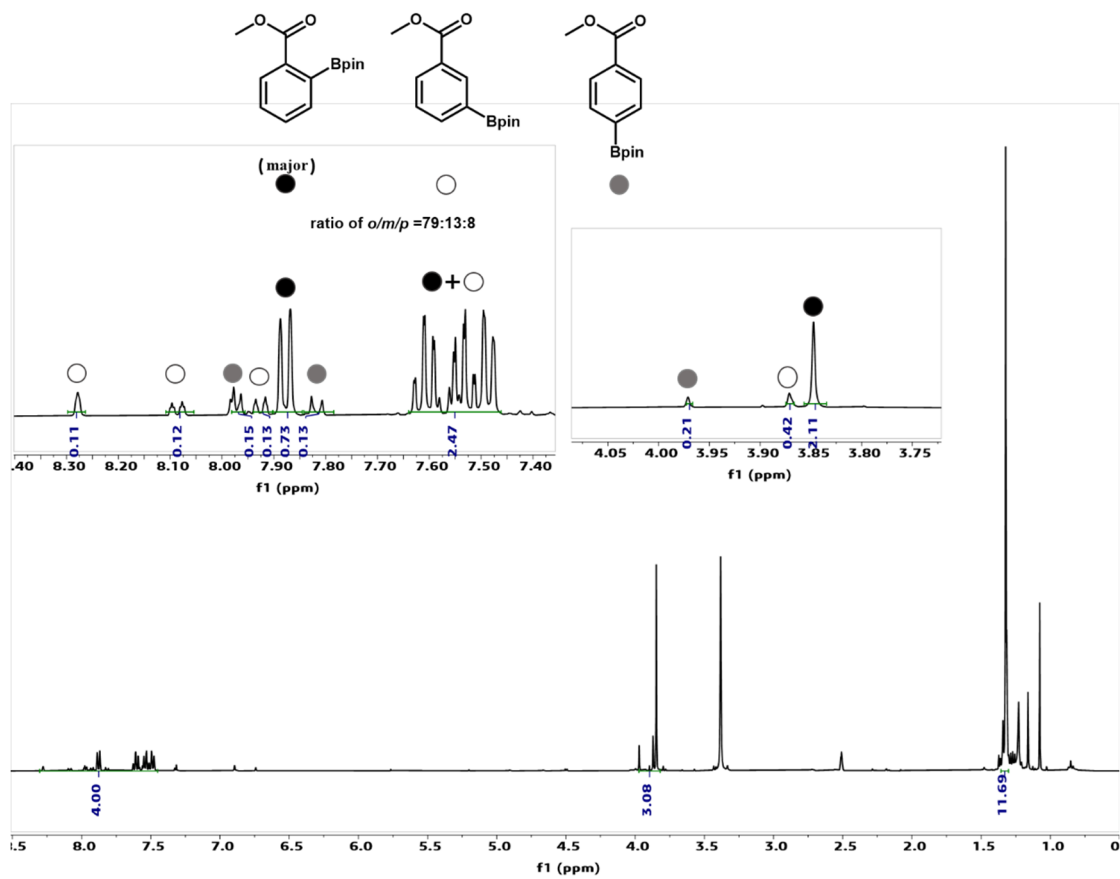 O O O O O O
Bpin
Bpin
Bpin
(major)
ratio of o/m/p =79:13:8
+
0.11 0.12 0.15 0.13 0.73 0.13 2.47
.40 8.30 8.20 8.10 8.00 7.90 7.80 7.70 7.60 7.50 7.40
f1 (ppm)
0.21 0.42 2.11
4.05 4.00 3.95 3.90 3.85 3.80 3.75
f1 (ppm)
4.00 3.08 11.69
.5 8.0 7.5 7.0 6.5 6.0 5.5 5.0 4.5 4.0 3.5 3.0 2.5 2.0 1.5 1.0 0
f1 (ppm)